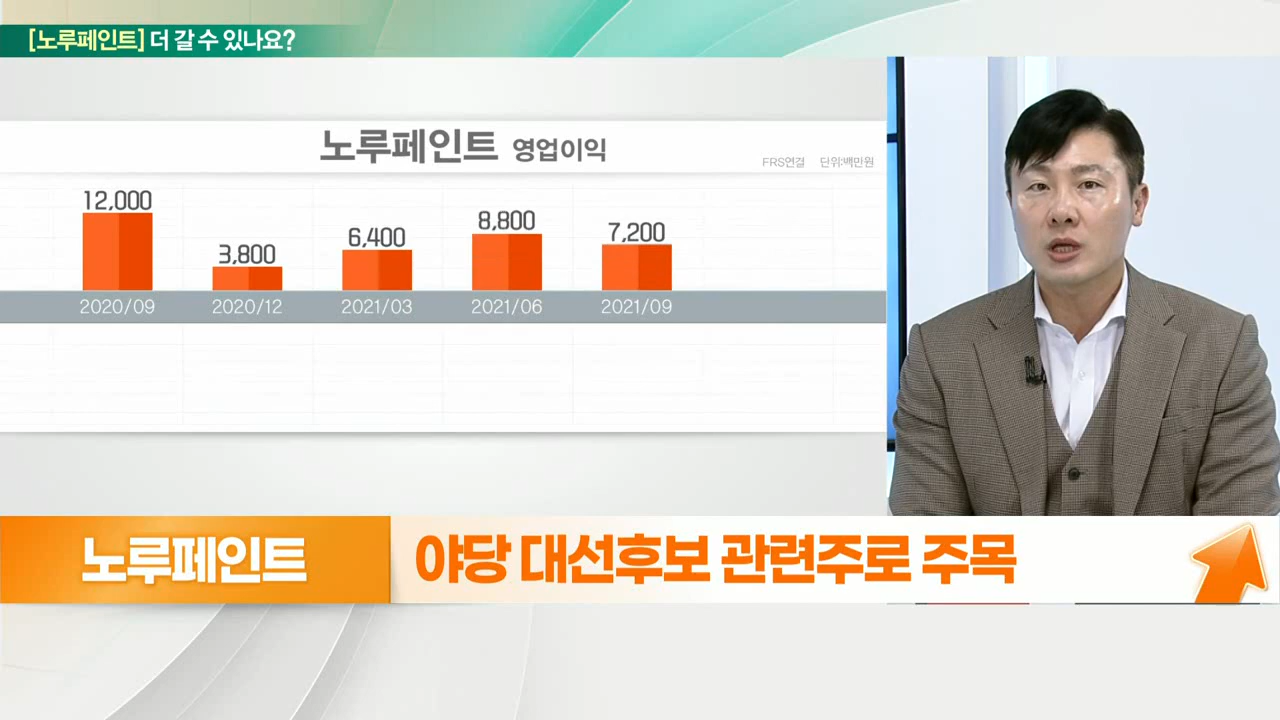 [노루페인트] 더 갈 수 있나요?
노루페인트 영업이익
FRS연결 단위:백만원
12,000 3,800 6,400 8,800 7,200
2020/09 2020/12 2021/03 2021/06 2021/09
노루페인트 야당 대선후보 관련주로 주목